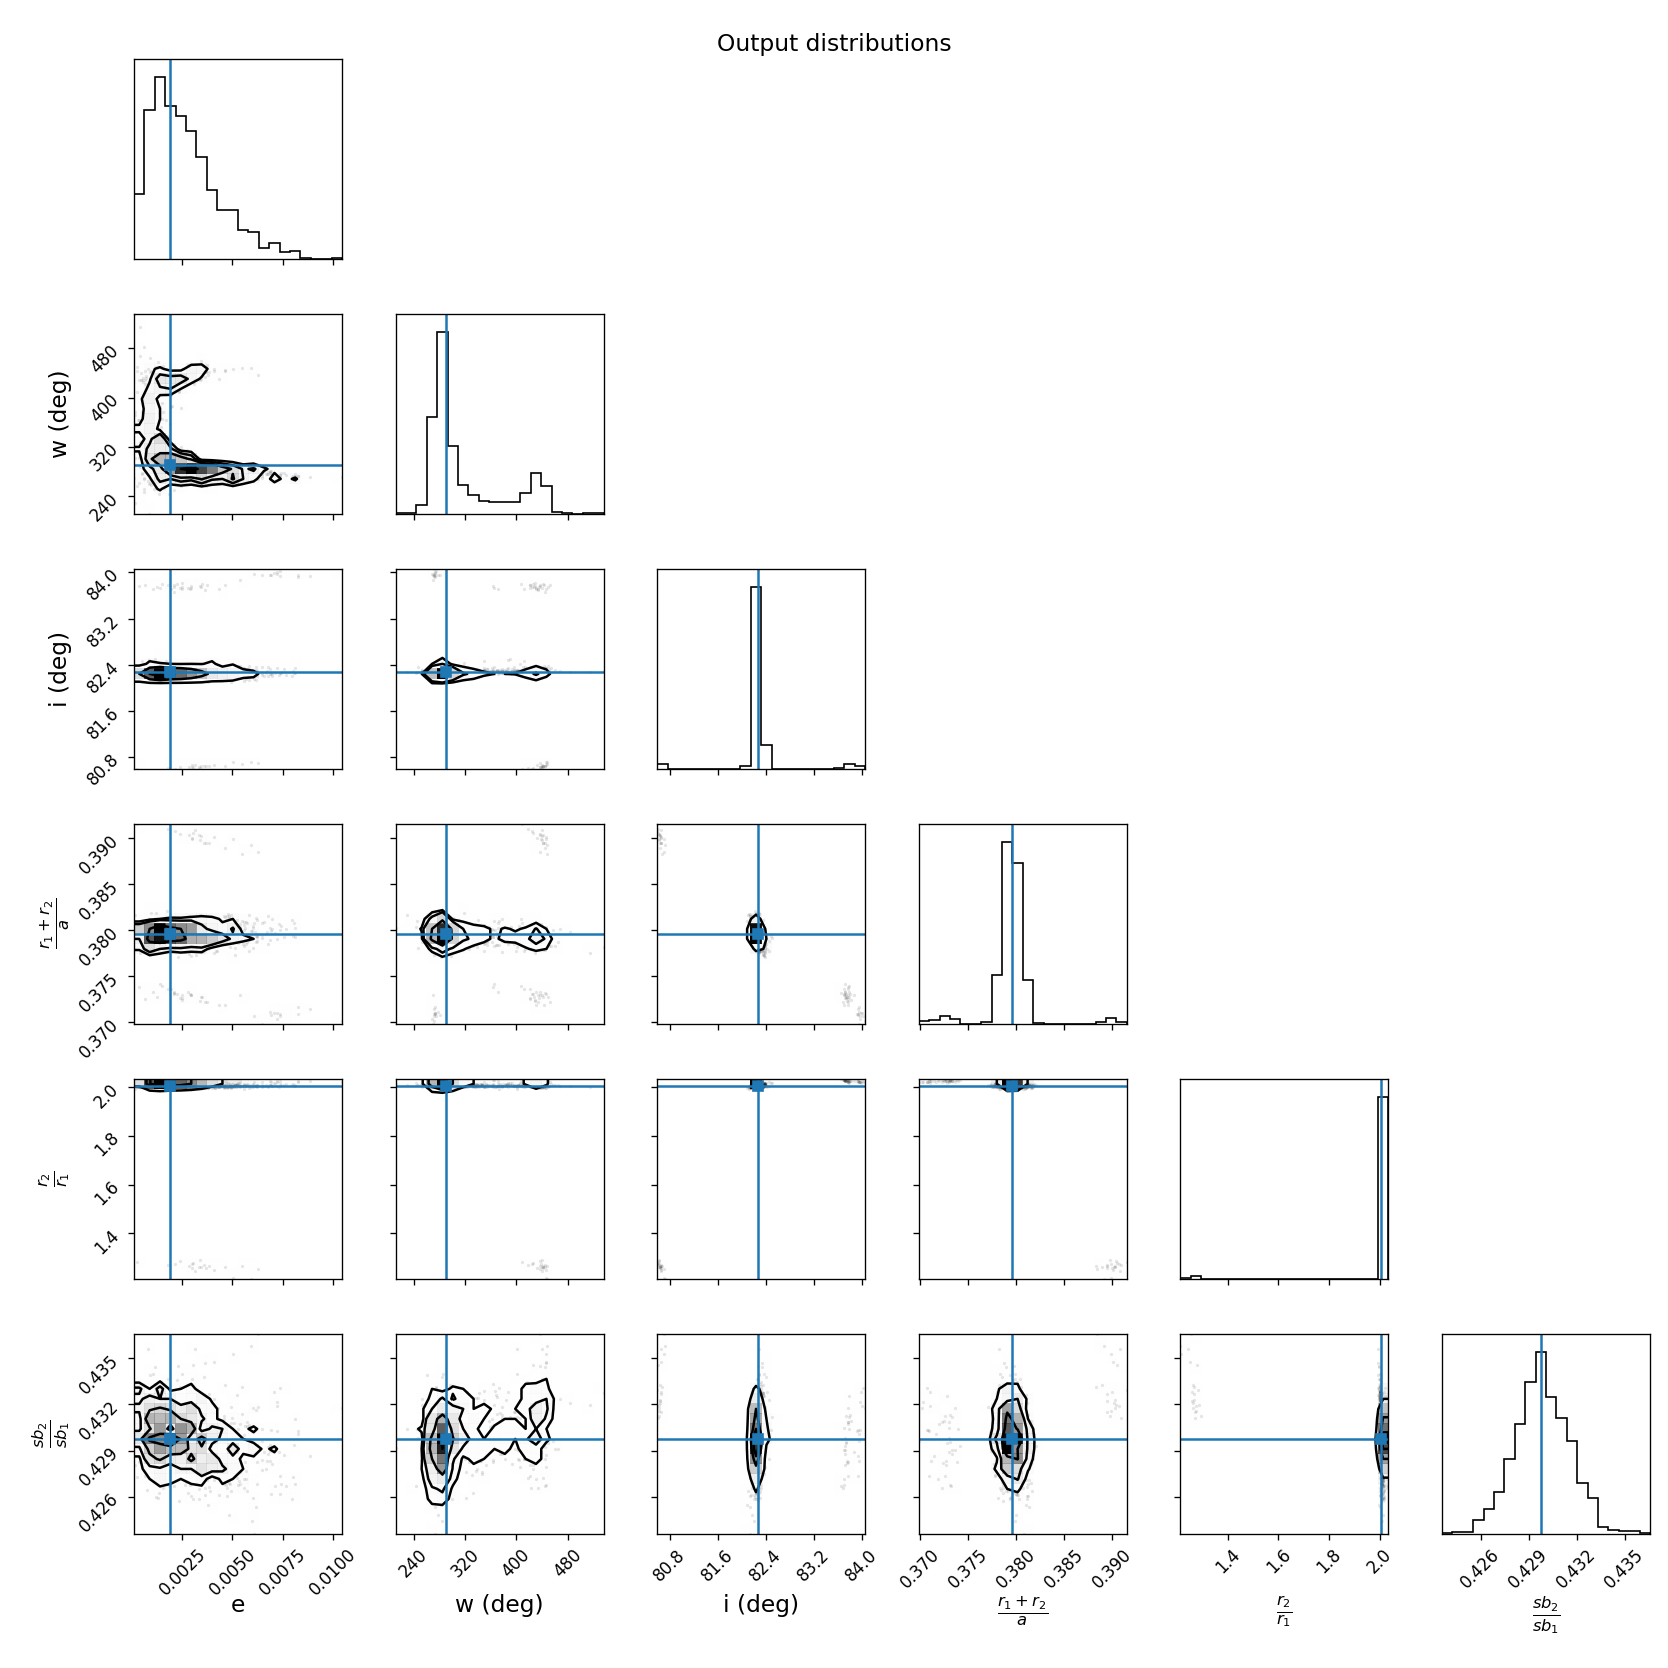 Output distributions
w (deg)
480
400
320
240
i (deg)
84.0
83.2
82.4
81.6
80.8
r₁ + r₂
a
0.390
0.385
0.380
0.375
0.370
r₂
r₁
2.0
1.8
1.6
1.4
sb₂
sb₁
0.435
0.432
0.429
0.426
0.0025 0.0050 0.0075 0.0100
240 320 400 480
80.8 81.6 82.4 83.2 84.0
0.370 0.375 0.380 0.385 0.390
1.4 1.6 1.8 2.0
0.426 0.429 0.432 0.435
e
w (deg)
i (deg)
r₁ + r₂
a
r₂
r₁
sb₂
sb₁